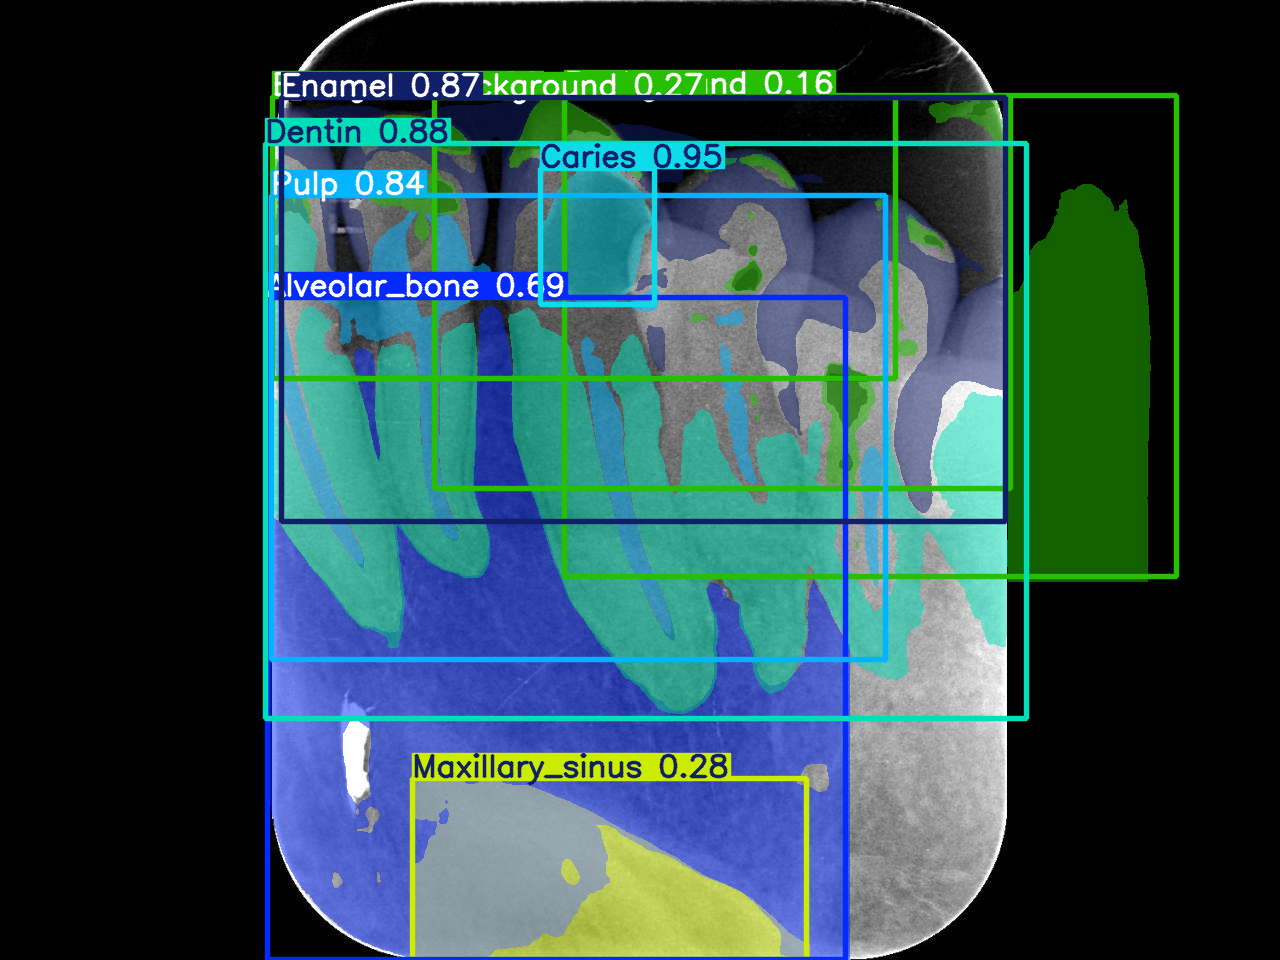 Enamel 0.87 ckground 0.27 nd 0.16
Dentin 0.88
Caries 0.95
Pulp 0.84
Alveolar_bone 0.69
Maxillary_sinus 0.28